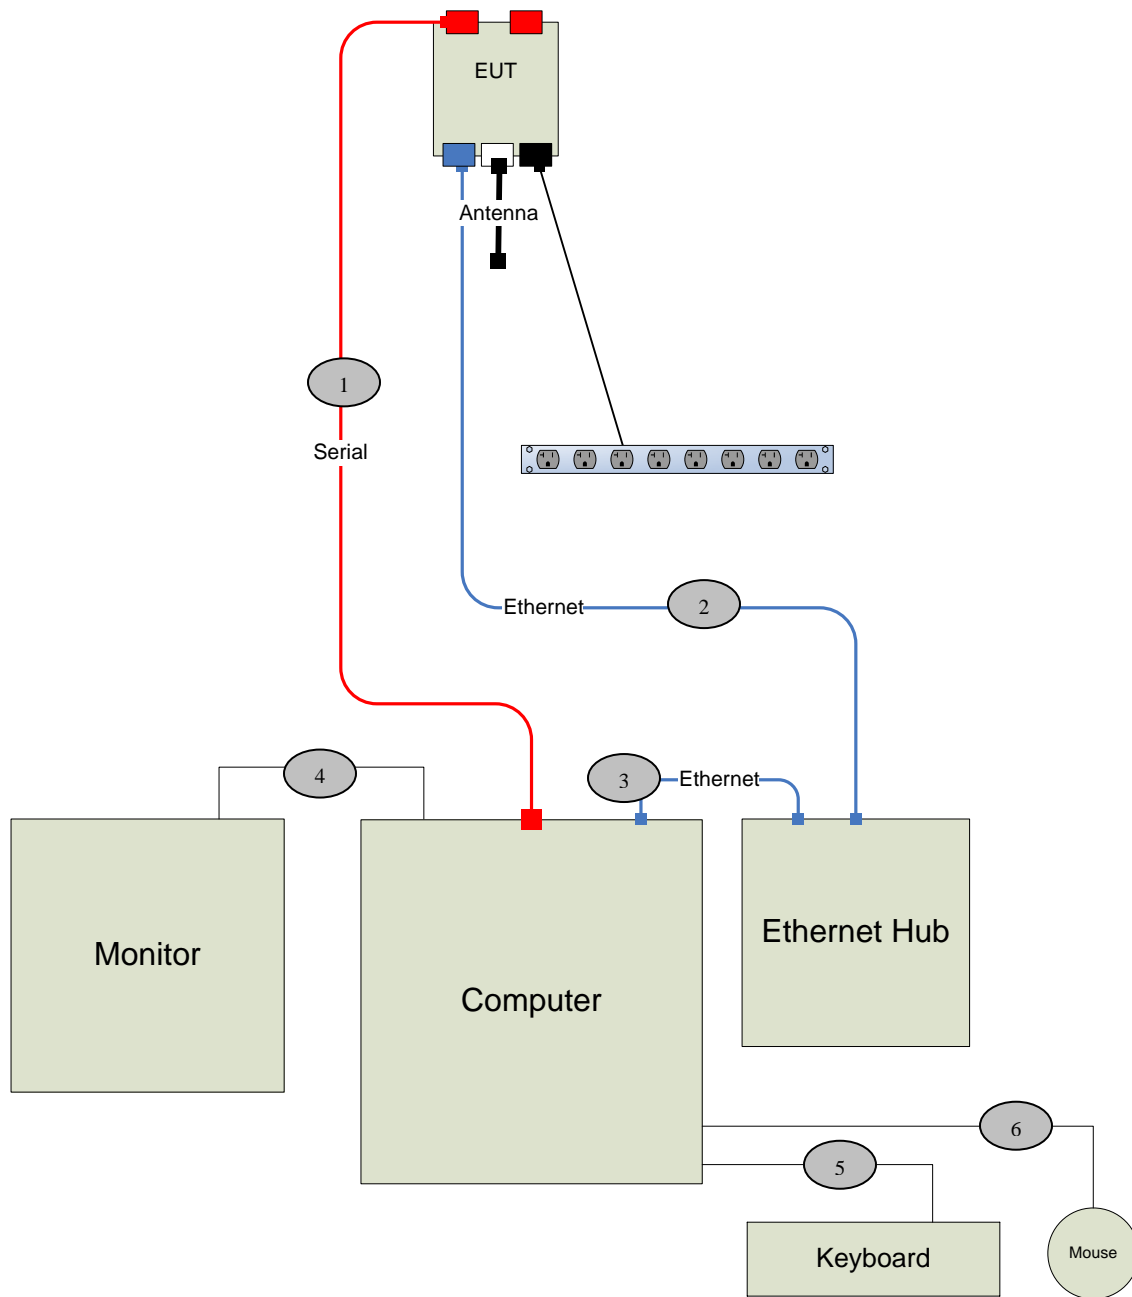 EUT
Antenna
1
Serial
Ethernet
2
4
3
Ethernet
Monitor
Computer
Ethernet Hub
6
5
Keyboard
Mouse